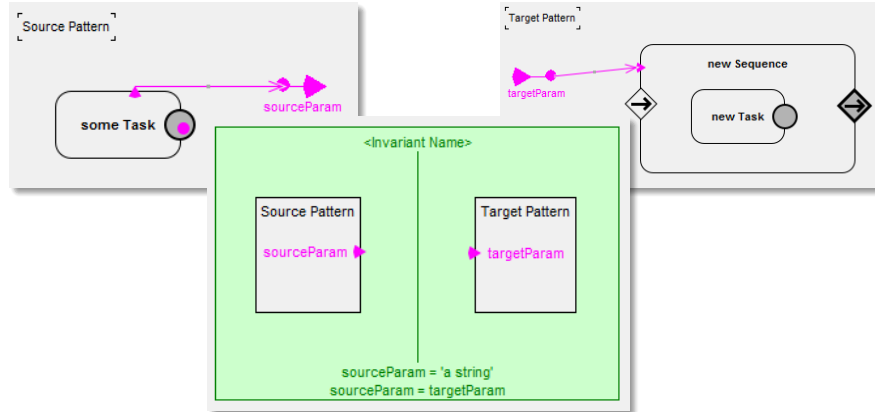 Source Pattern
sourceParam
some Task
Target Pattern
new Sequence
targetParam
new Task
<Invariant Name>
Source Pattern
Target Pattern
sourceParam
targetParam
sourceParam = 'a string'
sourceParam = targetParam